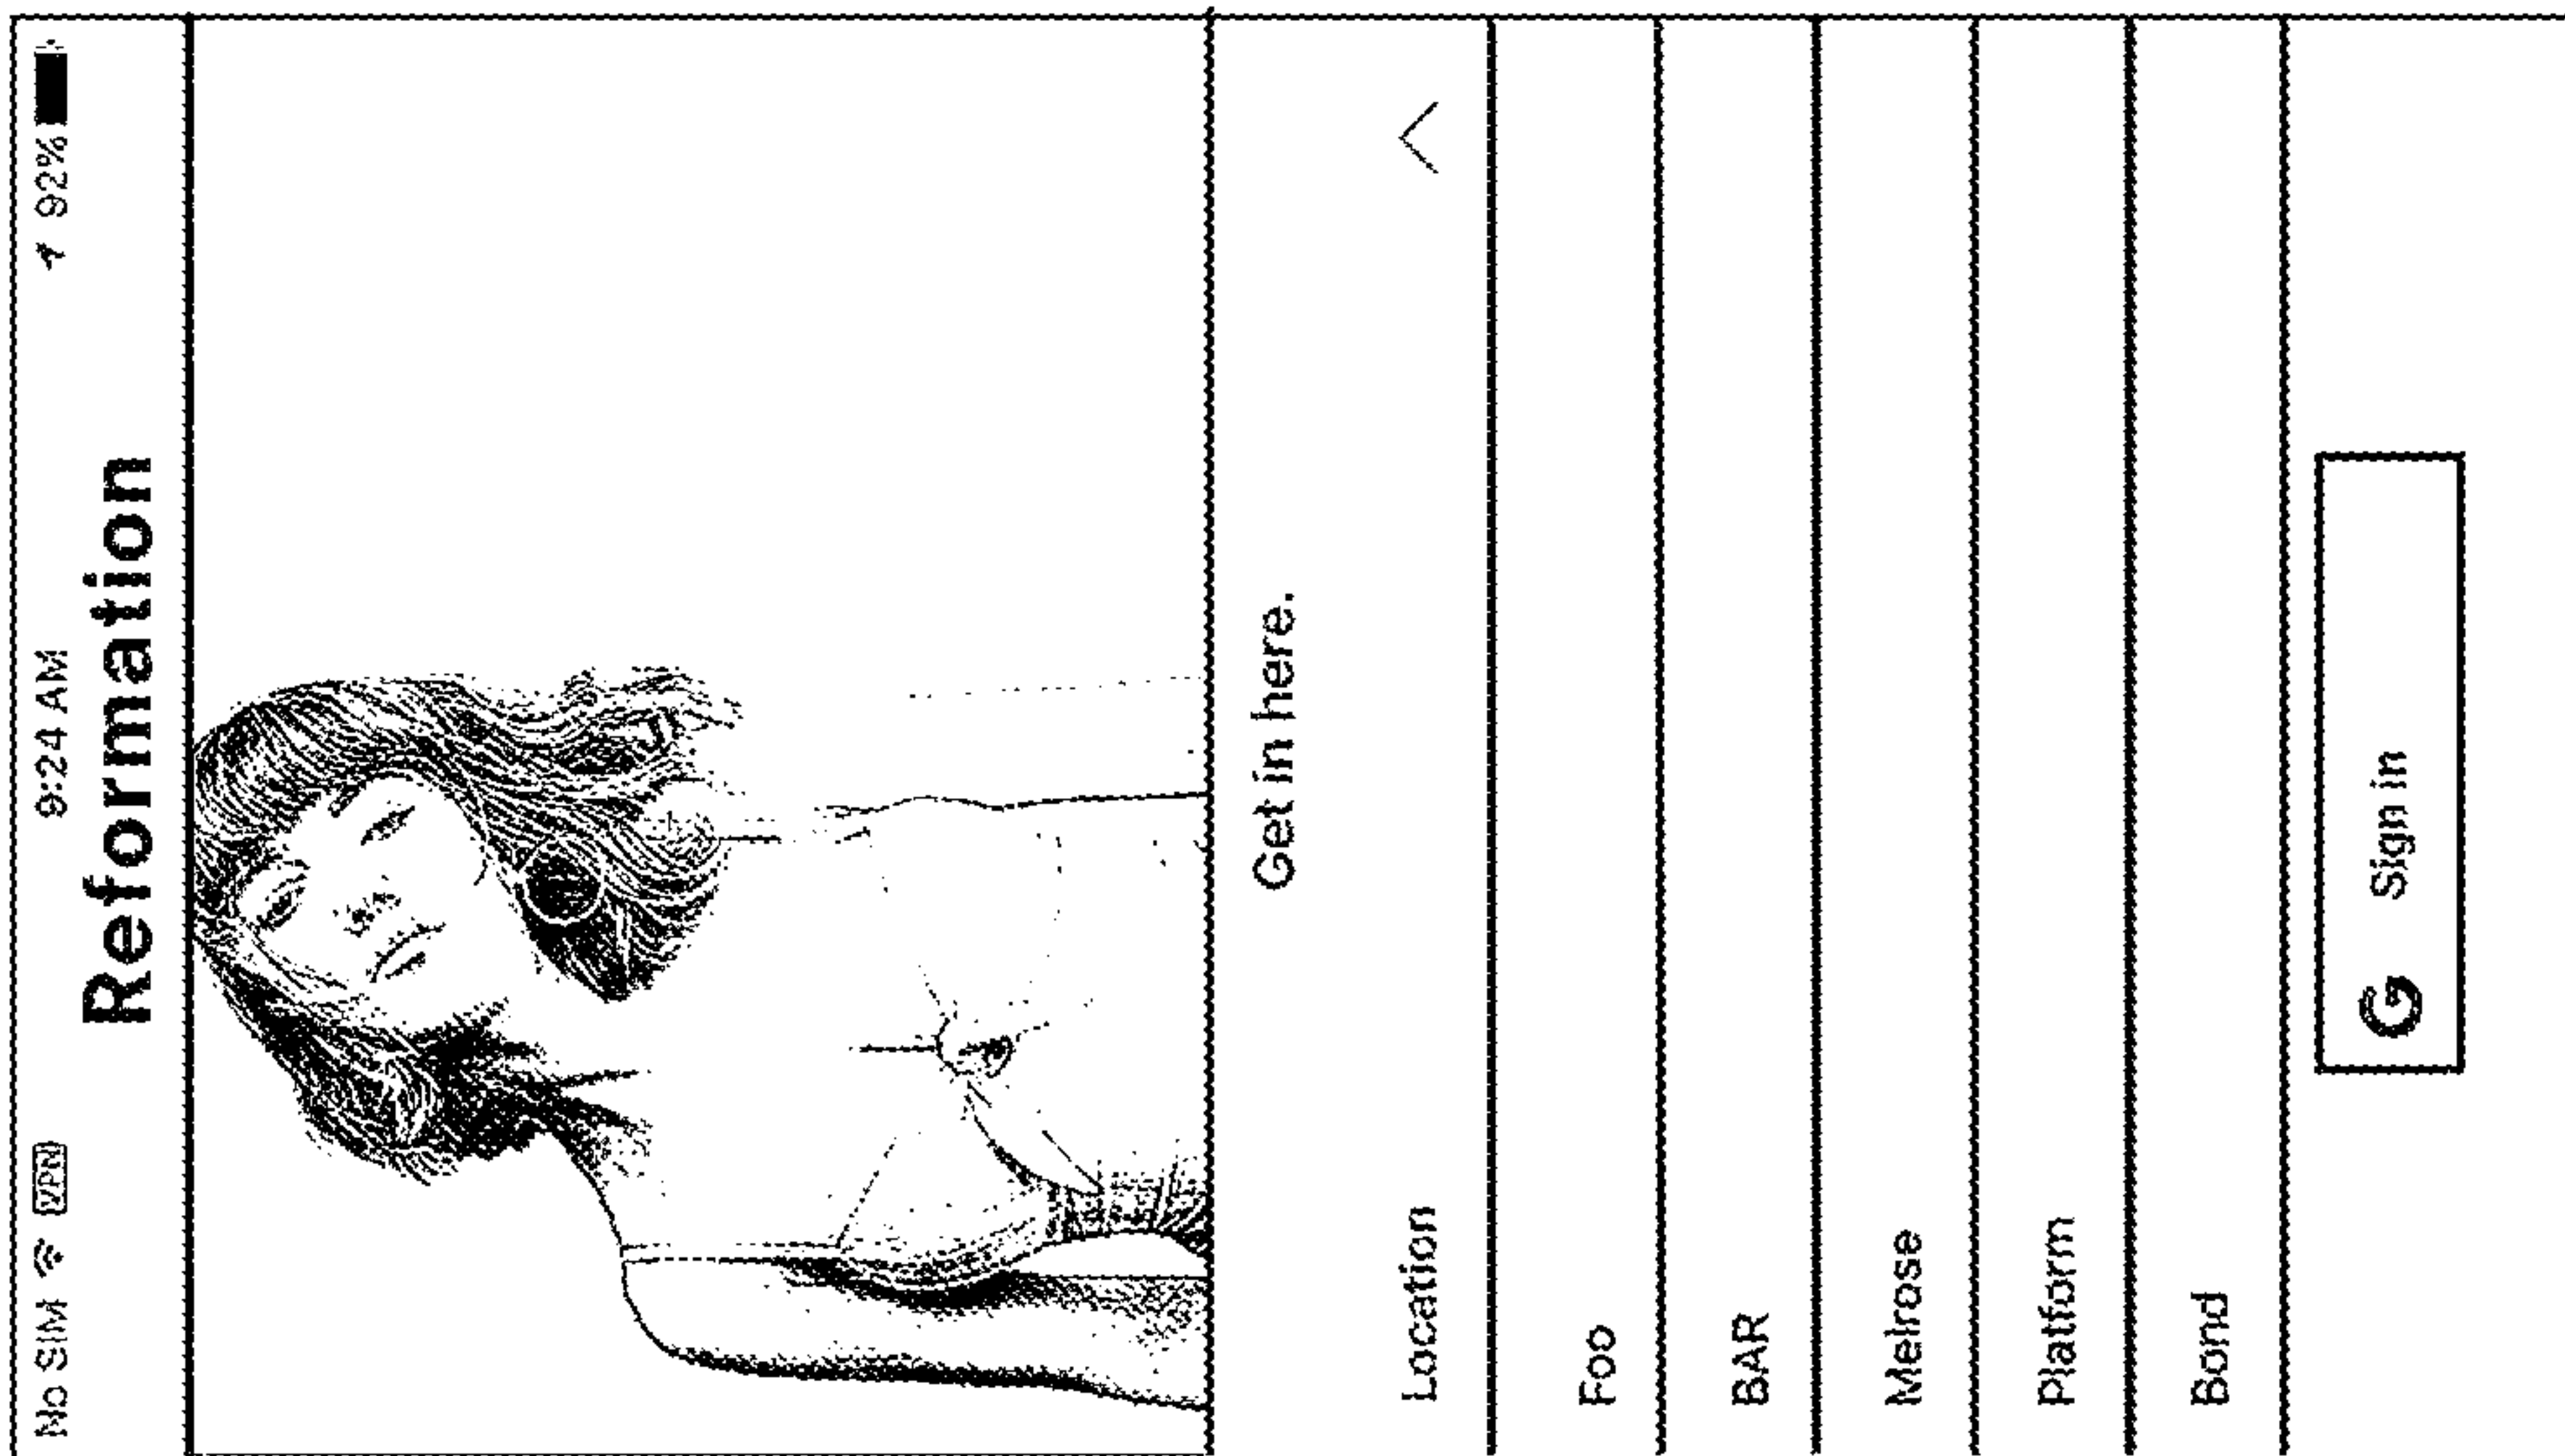 No SIM VPN 9:24 AM 92%
Reformation
Get in here.
Location
Foo
BAR
Melrose
Platform
Bond
G Sign in